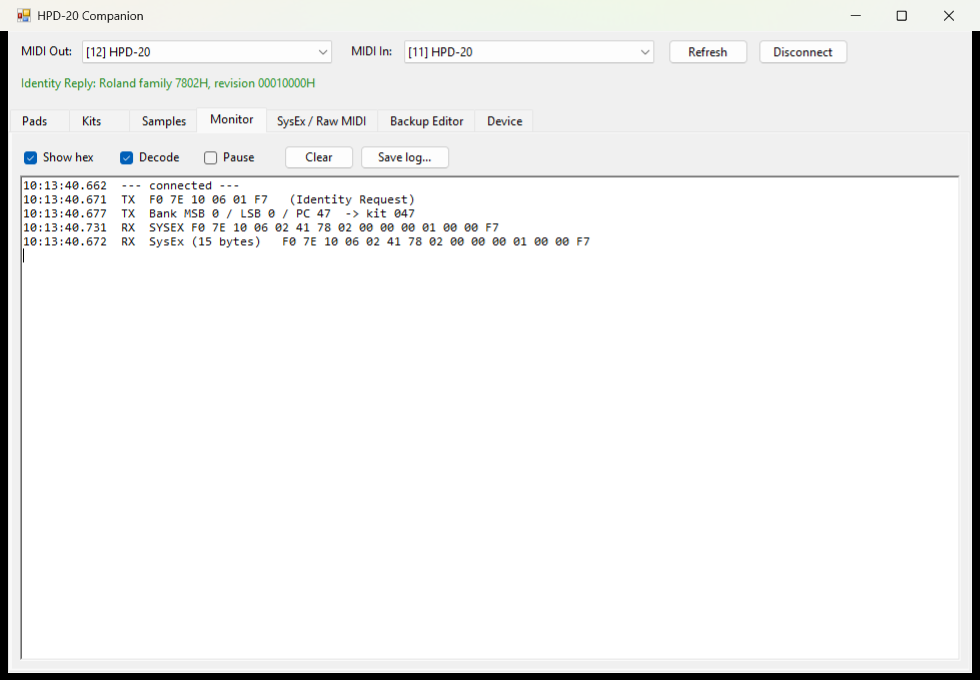 HPD-20 Companion
MIDI Out: [12] HPD-20 MIDI In: [11] HPD-20 Refresh Disconnect
Identity Reply: Roland family 7802H, revision 00010000H
Pads Kits Samples Monitor SysEx / Raw MIDI Backup Editor Device
Show hex Decode Pause Clear Save log...
10:13:40.662 --- connected ---
10:13:40.671 TX F0 7E 10 06 01 F7 (Identity Request)
10:13:40.677 TX Bank MSB 0 / LSB 0 / PC 47 -> kit 047
10:13:40.731 RX SYSEX F0 7E 10 06 02 41 78 02 00 00 00 01 00 00 F7
10:13:40.672 RX SysEx (15 bytes) F0 7E 10 06 02 41 78 02 00 00 00 01 00 00 F7